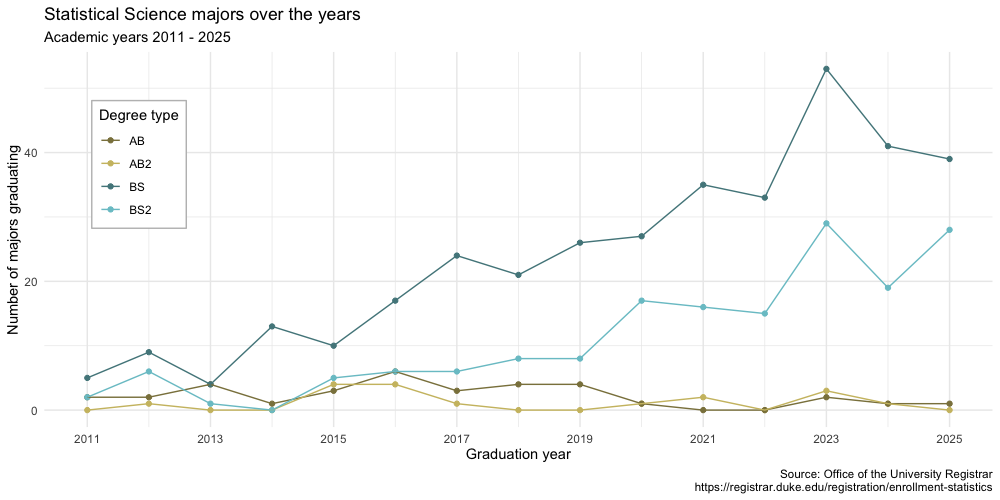 Statistical Science majors over the years
Academic years 2011 - 2025
Number of majors graduating
40
20
0
Degree type
AB
AB2
BS
BS2
2011 2013 2015 2017 2019 2021 2023 2025
Graduation year
Source: Office of the University Registrar
https://registrar.duke.edu/registration/enrollment-statistics